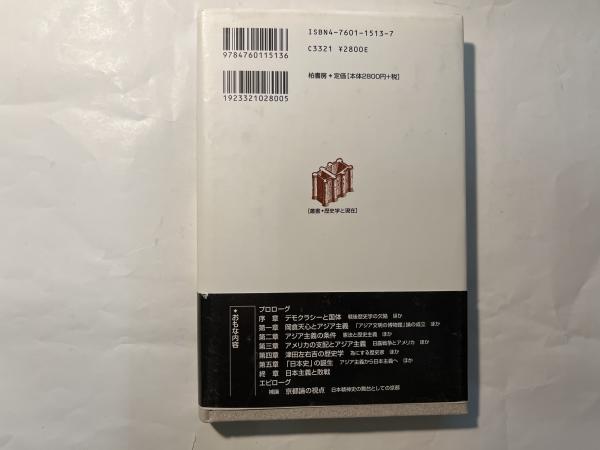 ISBN4-7601-1513-7
C3321 ¥2800E
9784760115136
柏書房+定価[本体2800円+税]
1923321028005
[叢書+歴史学と現在]
+おもな内容
プロローグ
序 章 デモクラシーと国体 戦後歴史学の欠陥 ほか
第一章 岡倉天心とアジア主義 「アジア文明の博物館」論の成立 ほか
第二章 アジア主義の条件 憲法と歴史主義 ほか
第三章 アメリカの支配とアジア主義 日露戦争とアメリカ ほか
第四章 津田左右吉の歴史学 為にする歴史家 ほか
第五章 「日本史」の誕生 アジア主義から日本主義へ ほか
終 章 日本主義と敗戦
エピローグ
補論 京都論の視点 日本精神史の舞台としての京都